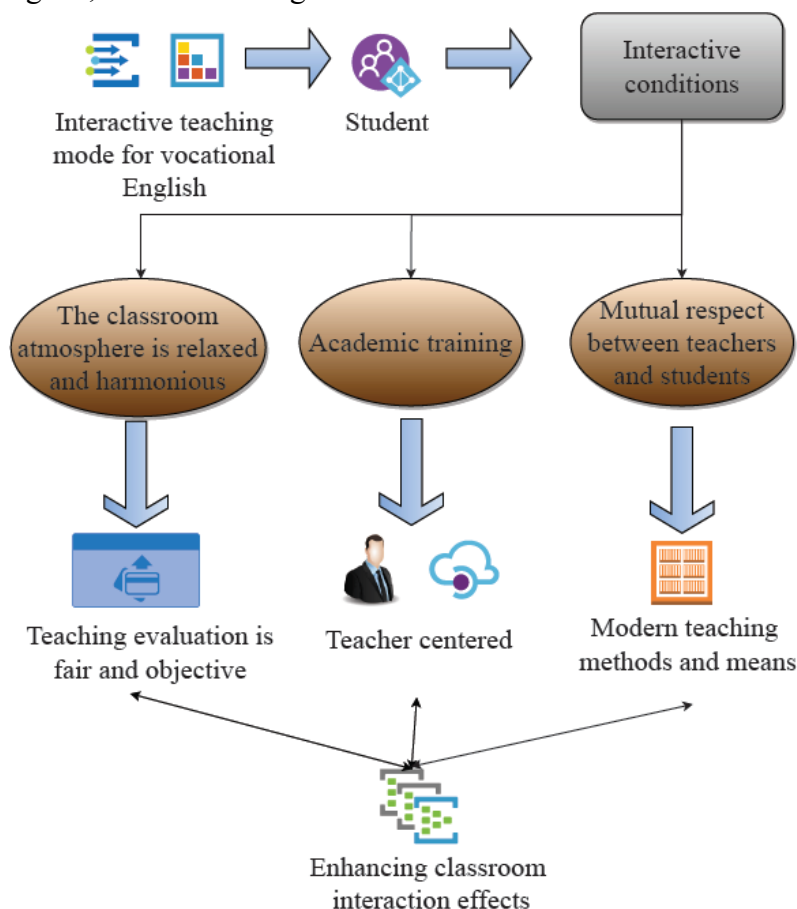 Interactive teaching
mode for vocational
English
Student
Interactive
conditions
The classroom
atmosphere is relaxed
and harmonious
Academic training
Mutual respect
between teachers
and students
Teaching evaluation is
fair and objective
Teacher centered
Modern teaching
methods and means
Enhancing classroom
interaction effects